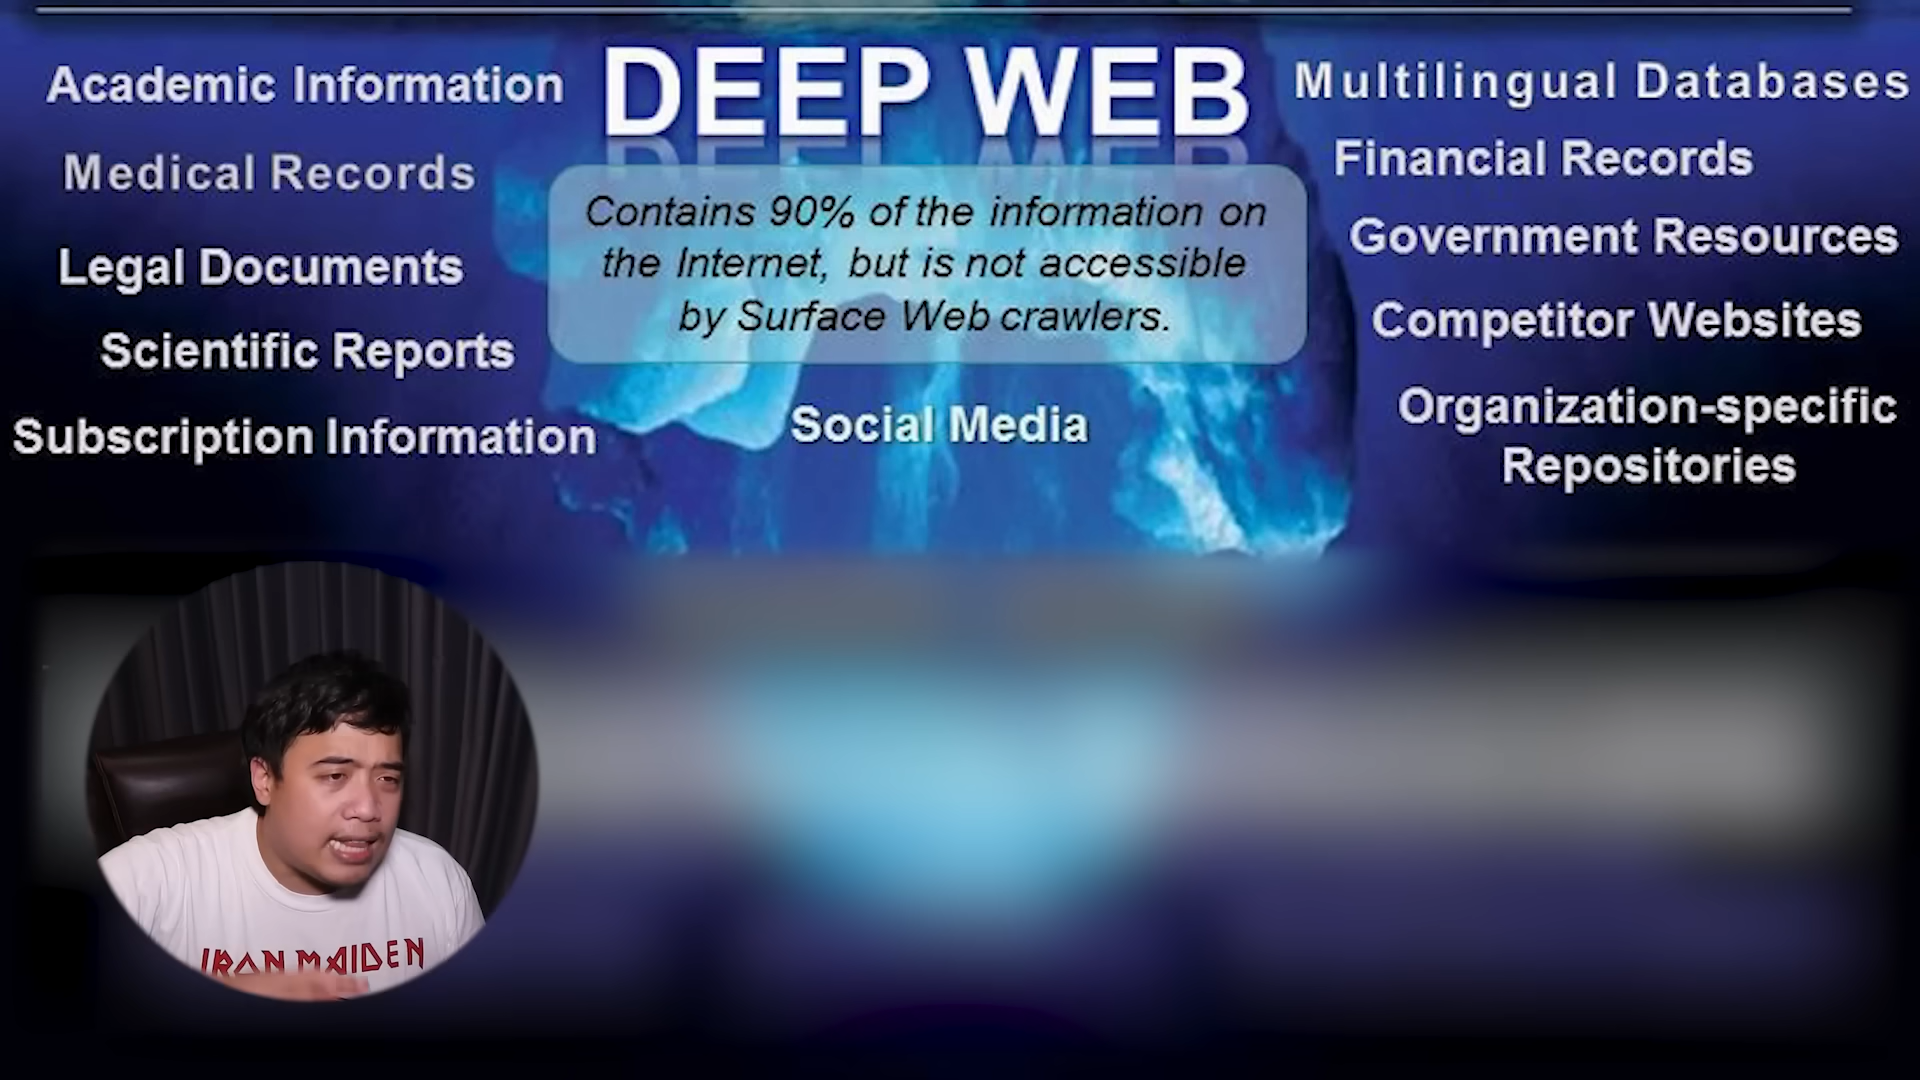 DEEP WEB
Academic Information
Medical Records
Legal Documents
Scientific Reports
Subscription Information
Contains 90% of the information on
the Internet, but is not accessible
by Surface Web crawlers.
Social Media
Multilingual Databases
Financial Records
Government Resources
Competitor Websites
Organization-specific
Repositories
IRON MAIDEN